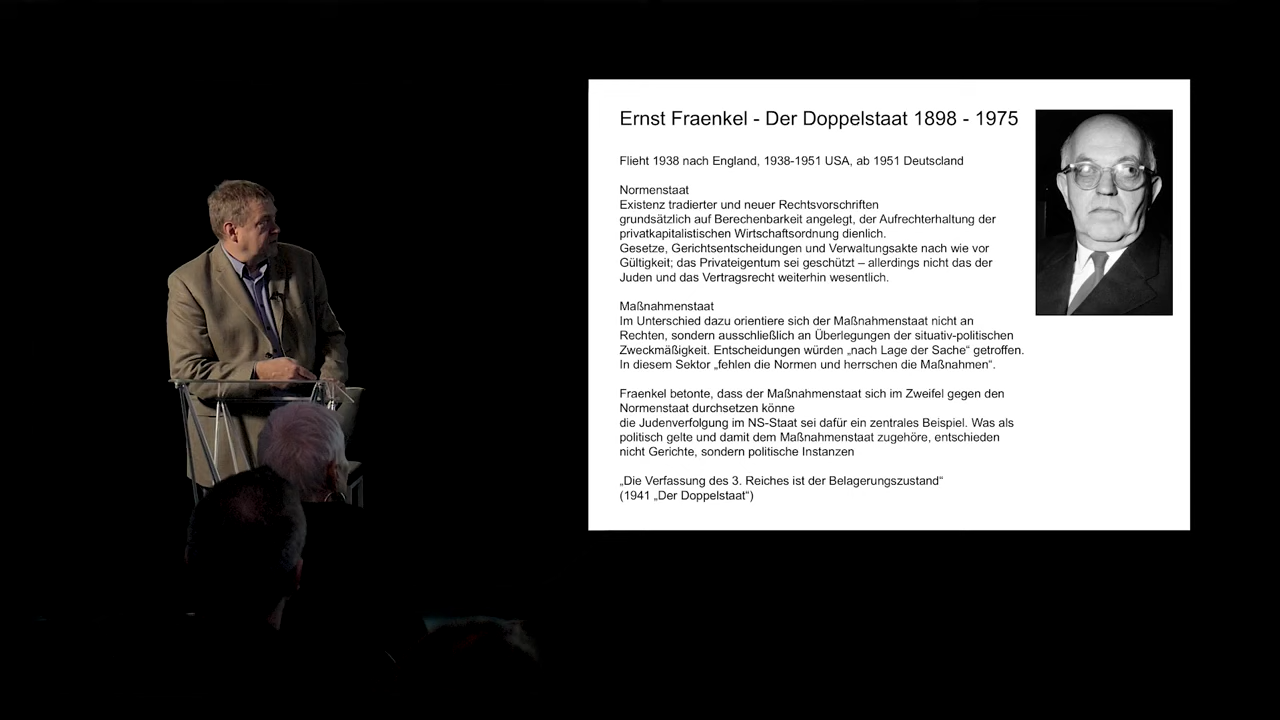 Ernst Fraenkel - Der Doppelstaat 1898 - 1975
Flieht 1938 nach England, 1938-1951 USA, ab 1951 Deutscland
Normenstaat
Existenz tradierter und neuer Rechtsvorschriften
grundsätzlich auf Berechenbarkeit angelegt, der Aufrechterhaltung der
privatkapitalistischen Wirtschaftsordnung dienlich.
Gesetze, Gerichtsentscheidungen und Verwaltungsakte nach wie vor
Gültigkeit; das Privateigentum sei geschützt – allerdings nicht das der
Juden und das Vertragsrecht weiterhin wesentlich.
Maßnahmenstaat
Im Unterschied dazu orientiere sich der Maßnahmenstaat nicht an
Rechten, sondern ausschließlich an Überlegungen der situativ-politischen
Zweckmäßigkeit. Entscheidungen würden „nach Lage der Sache“ getroffen.
In diesem Sektor „fehlen die Normen und herrschen die Maßnahmen“.
Fraenkel betonte, dass der Maßnahmenstaat sich im Zweifel gegen den
Normenstaat durchsetzen könne
die Judenverfolgung im NS-Staat sei dafür ein zentrales Beispiel. Was als
politisch gelte und damit dem Maßnahmenstaat zugehöre, entschieden
nicht Gerichte, sondern politische Instanzen
„Die Verfassung des 3. Reiches ist der Belagerungszustand“
(1941 „Der Doppelstaat“)